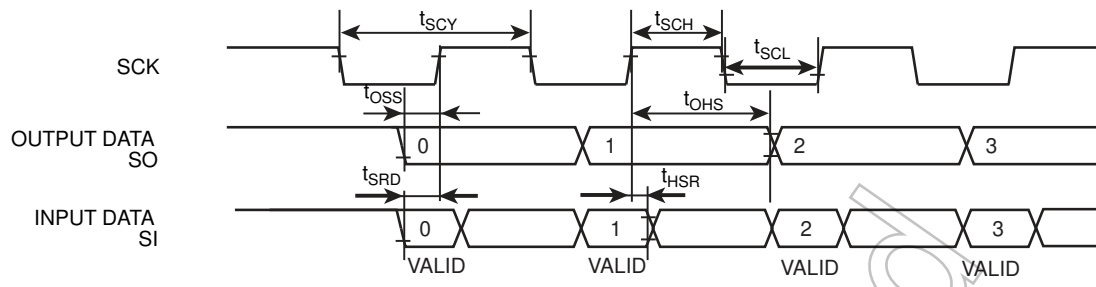 tSCY
tSCH
tSCL
SCK
tOSS
tOHS
OUTPUT DATA
SO
0
1
2
3
tSRD
tHSR
INPUT DATA
SI
0
1
2
3
VALID
VALID
VALID
VALID